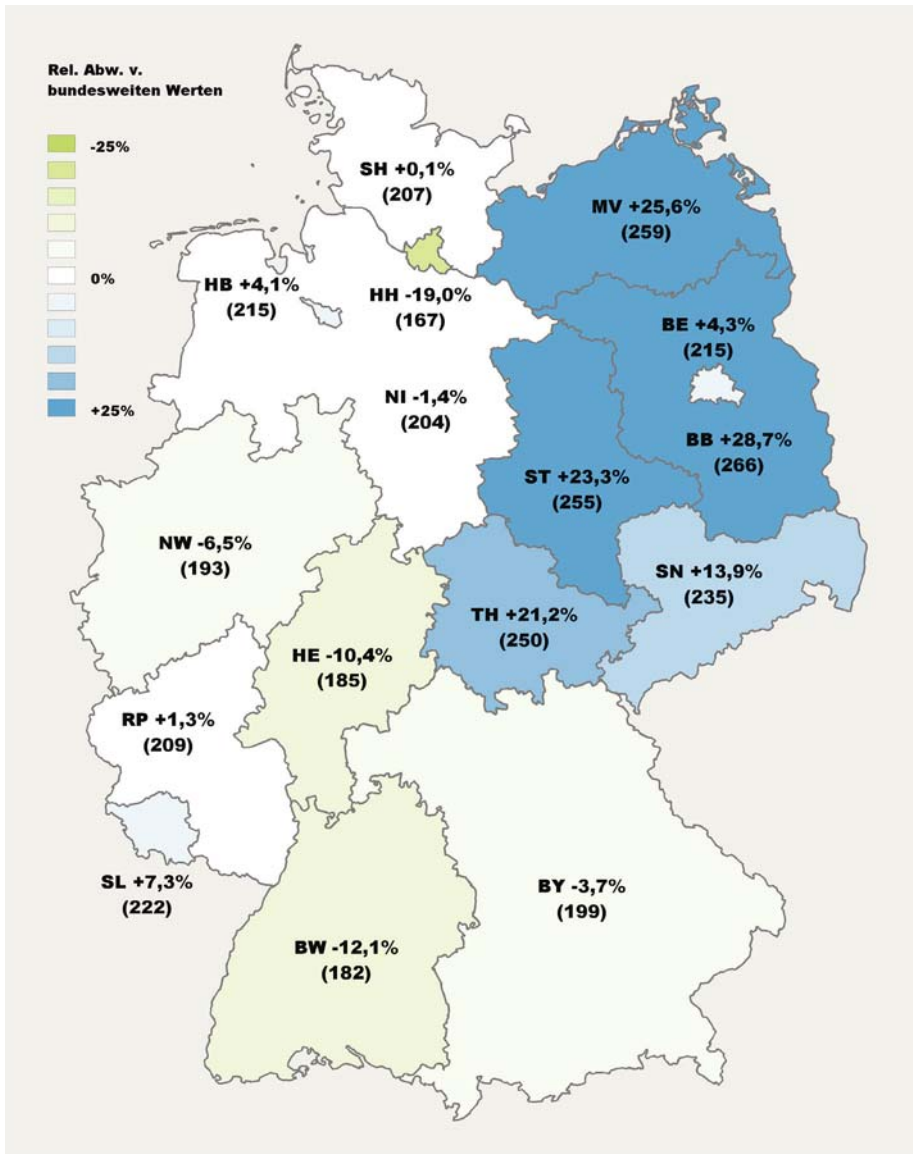 Rel. Abw. v.
bundesweiten Werten
-25%
0%
+25%
SH +0,1%
(207)
MV +25,6%
(259)
HB +4,1%
(215)
HH -19,0%
(167)
BE +4,3%
(215)
NI -1,4%
(204)
BB +28,7%
(266)
ST +23,3%
(255)
NW -6,5%
(193)
SN +13,9%
(235)
TH +21,2%
(250)
HE -10,4%
(185)
RP +1,3%
(209)
SL +7,3%
(222)
BY -3,7%
(199)
BW -12,1%
(182)